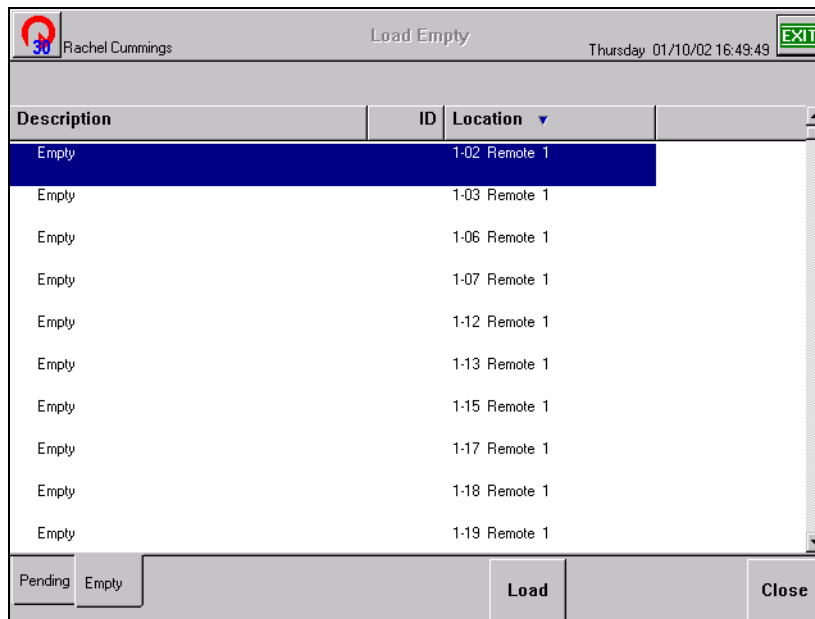 30 Rachel Cummings Load Empty Thursday 01/10/02 16:49:49 EXIT
Description ID Location
Empty 1-02 Remote 1
Empty 1-03 Remote 1
Empty 1-06 Remote 1
Empty 1-07 Remote 1
Empty 1-12 Remote 1
Empty 1-13 Remote 1
Empty 1-15 Remote 1
Empty 1-17 Remote 1
Empty 1-18 Remote 1
Empty 1-19 Remote 1
Pending Empty Load Close